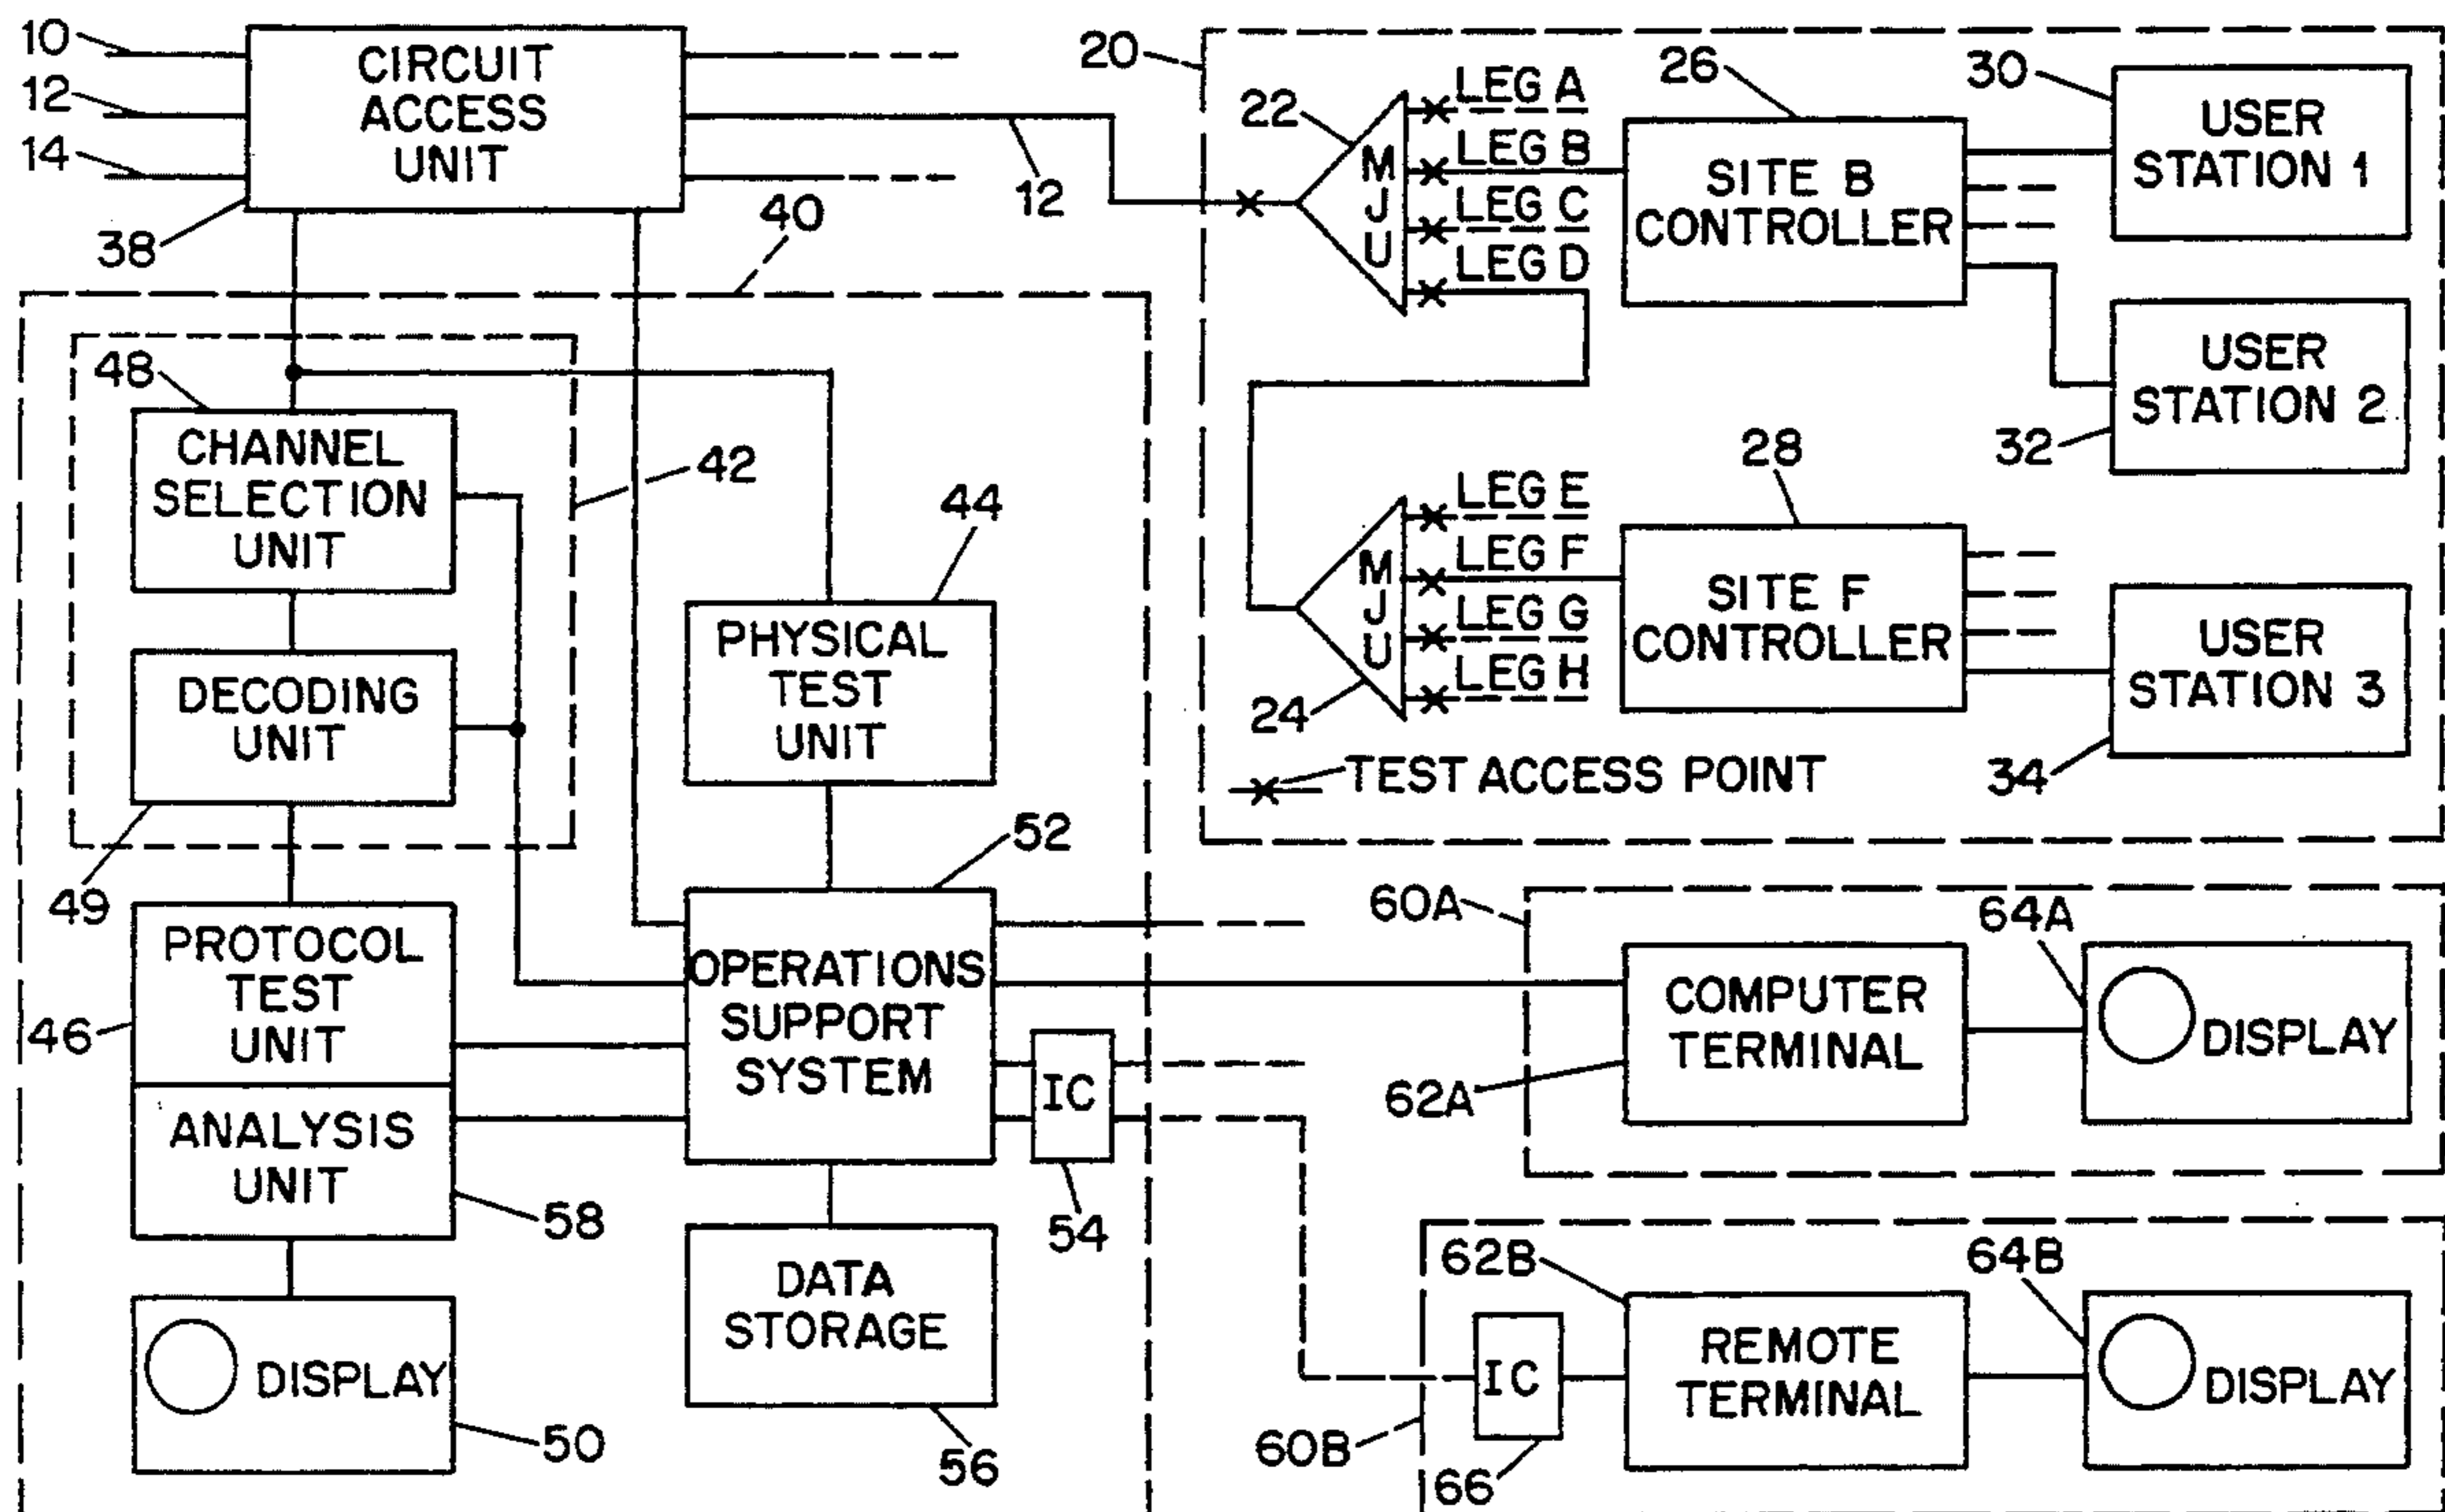 10
12
14
38
CIRCUIT
ACCESS
UNIT
12
40
20
22
MJU
LEG A
LEG B
LEG C
LEG D
26
SITE B
CONTROLLER
30
USER
STATION 1
USER
STATION 2
32
24
MJU
LEG E
LEG F
LEG G
LEG H
28
SITE F
CONTROLLER
USER
STATION 3
34
TEST ACCESS POINT
42
48
CHANNEL
SELECTION
UNIT
DECODING
UNIT
49
44
PHYSICAL
TEST
UNIT
46
PROTOCOL
TEST
UNIT
ANALYSIS
UNIT
58
DISPLAY
50
52
OPERATIONS
SUPPORT
SYSTEM
IC
54
DATA
STORAGE
56
60A
COMPUTER
TERMINAL
62A
64A
DISPLAY
60B
IC
66
62B
REMOTE
TERMINAL
64B
DISPLAY